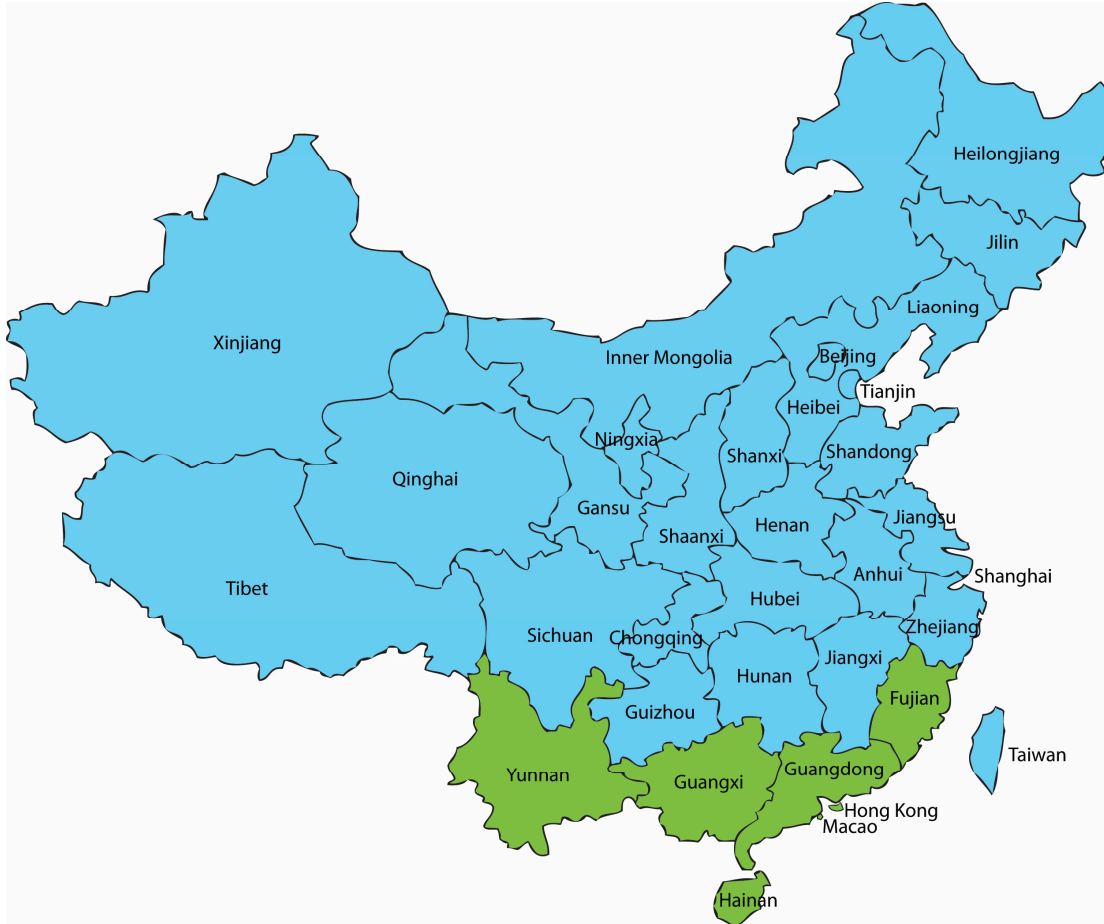 Heilongjiang
Jilin
Liaoning
Xinjiang
Inner Mongolia
Beijing
Tianjin
Heibei
Ningxia
Shanxi
Shandong
Qinghai
Gansu
Jiangsu
Henan
Shaanxi
Anhui
Shanghai
Tibet
Hubei
Zhejiang
Sichuan
Chongqing
Jiangxi
Hunan
Fujian
Guizhou
Taiwan
Yunnan
Guangxi
Guangdong
Hong Kong
Macao
Hainan